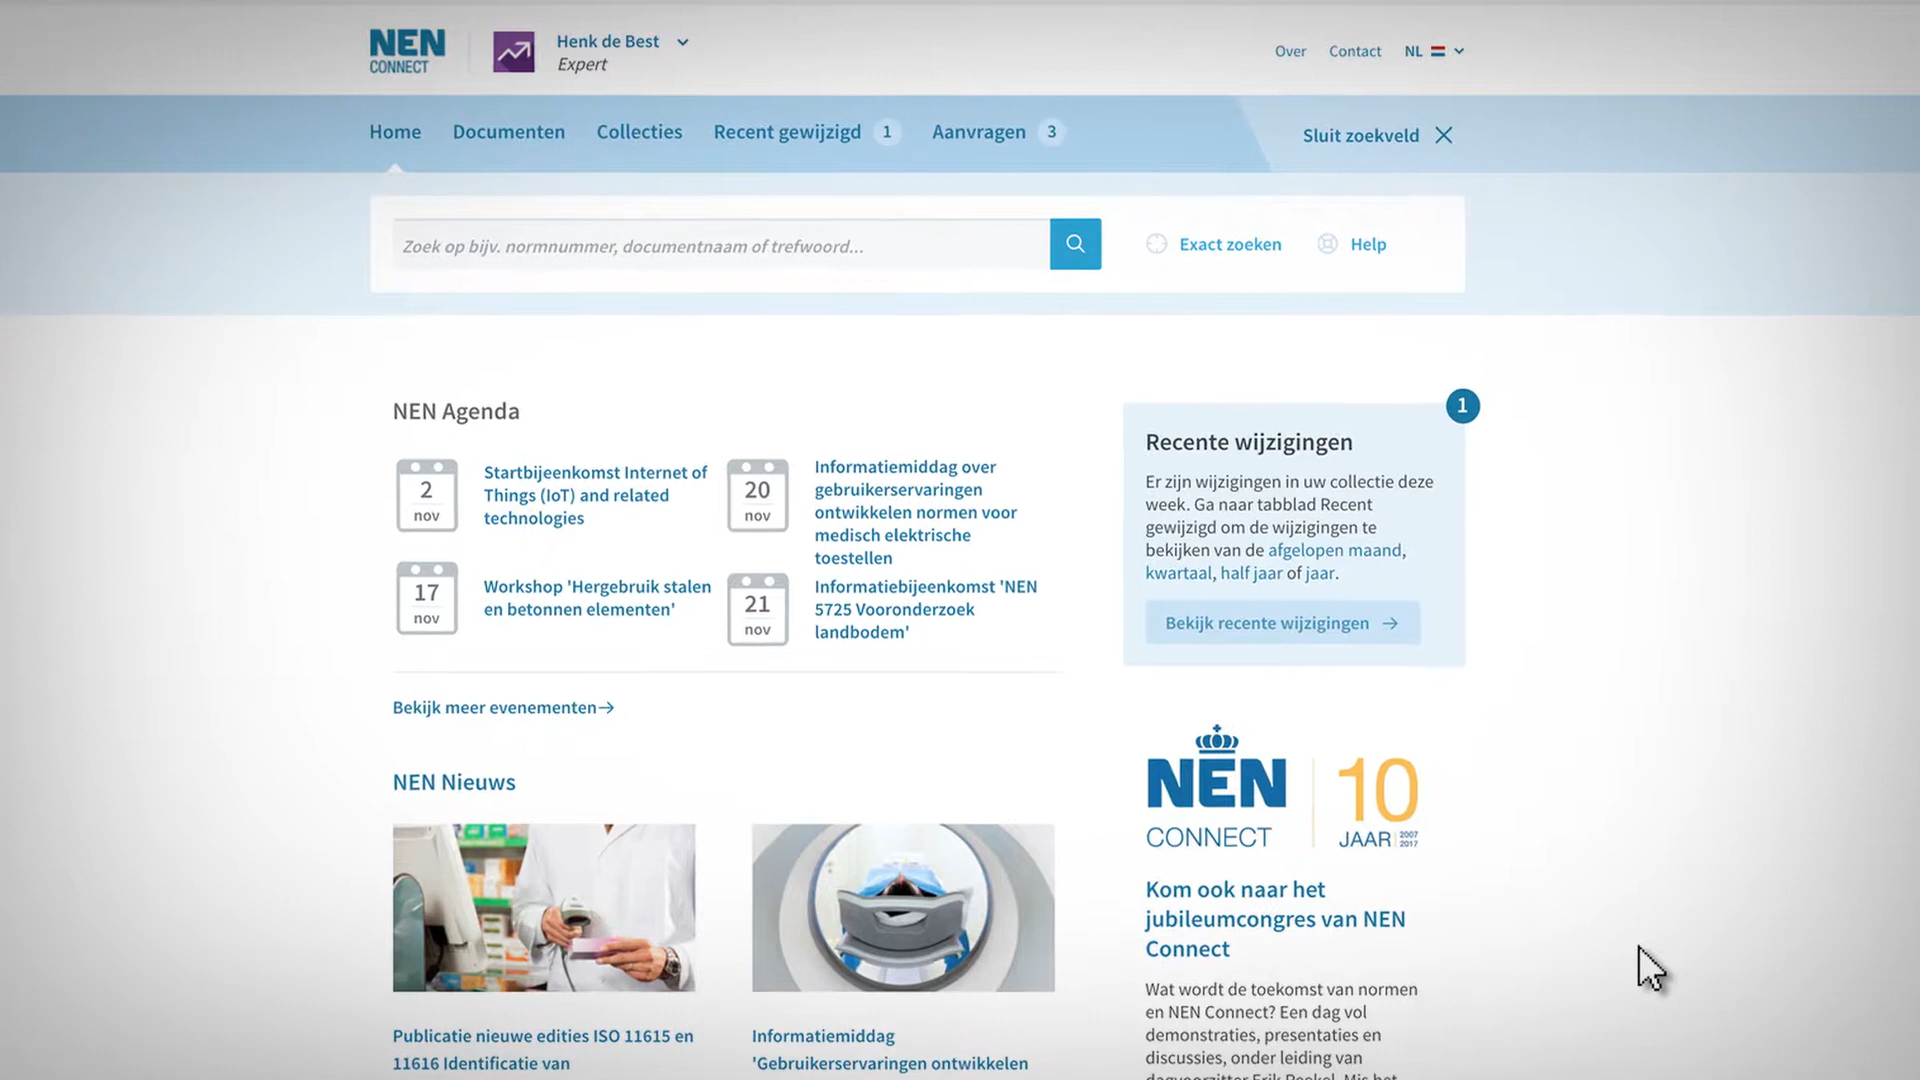 NEN
CONNECT
Henk de Best
Expert
Over
Contact
NL
Home
Documenten
Collecties
Recent gewijzigd 1
Aanvragen 3
Sluit zoekveld
Zoek op bijv. normnummer, documentnaam of trefwoord...
Exact zoeken
Help
NEN Agenda
2
nov
Startbijeenkomst Internet of
Things (IoT) and related
technologies
20
nov
Informatiemiddag over
gebruikerservaringen
ontwikkelen normen voor
medisch elektrische
toestellen
17
nov
Workshop 'Hergebruik stalen
en betonnen elementen'
21
nov
Informatiebijeenkomst 'NEN
5725 Vooronderzoek
landbodem'
Bekijk meer evenementen→
NEN Nieuws
Publicatie nieuwe edities ISO 11615 en
11616 Identificatie van
Informatiemiddag
'Gebruikerservaringen ontwikkelen
1
Recente wijzigingen
Er zijn wijzigingen in uw collectie deze
week. Ga naar tabblad Recent
gewijzigd om de wijzigingen te
bekijken van de afgelopen maand,
kwartaal, half jaar of jaar.
Bekijk recente wijzigingen →
NEN
CONNECT
10
JAAR 2007
2017
Kom ook naar het
jubileumcongres van NEN
Connect
Wat wordt de toekomst van normen
en NEN Connect? Een dag vol
demonstraties, presentaties en
discussies, onder leiding van